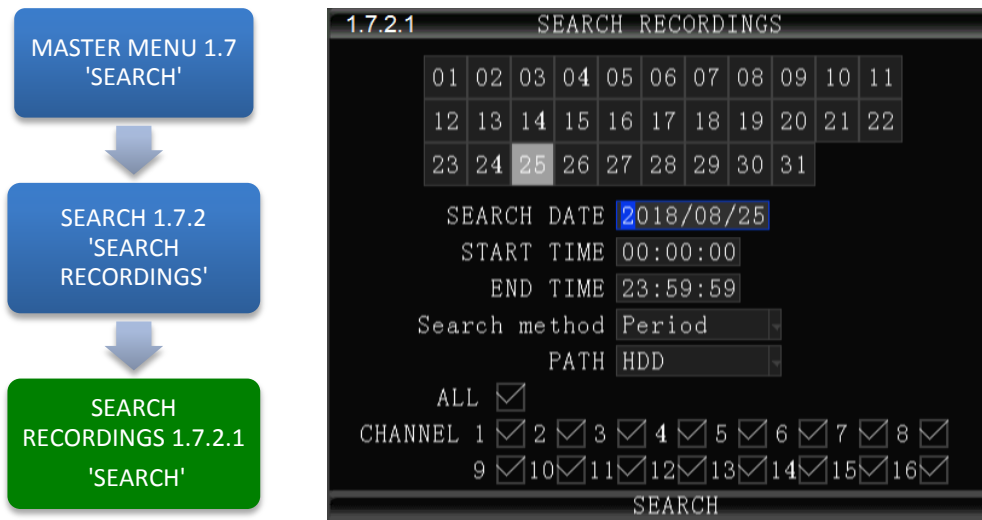 MASTER MENU 1.7
'SEARCH'
SEARCH 1.7.2
'SEARCH
RECORDINGS'
SEARCH
RECORDINGS 1.7.2.1
'SEARCH'
1.7.2.1 SEARCH RECORDINGS
01 02 03 04 05 06 07 08 09 10 11
12 13 14 15 16 17 18 19 20 21 22
23 24 25 26 27 28 29 30 31
SEARCH DATE 2018/08/25
START TIME 00:00:00
END TIME 23:59:59
Search method Period
PATH HDD
ALL
CHANNEL 1 2 3 4 5 6 7 8
9 10 11 12 13 14 15 16
SEARCH